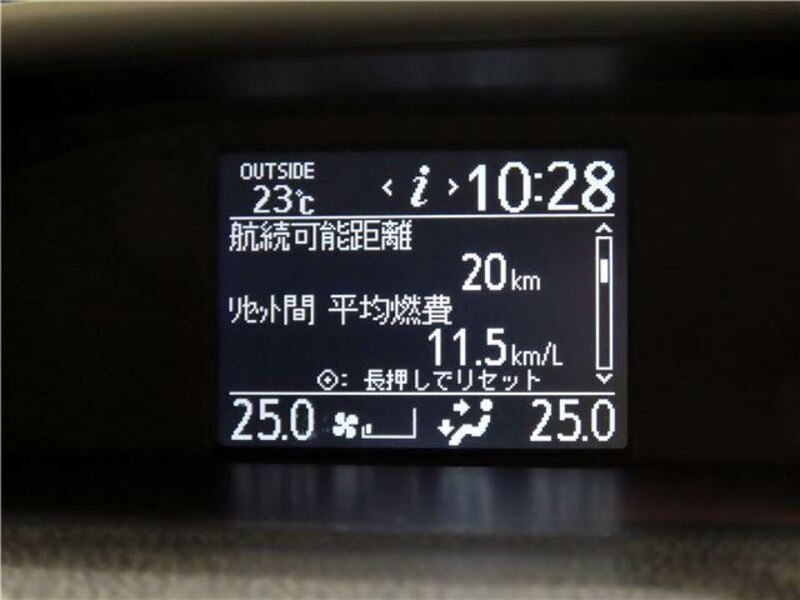 OUTSIDE
23℃
< i > 10:28
航続可能距離
20km
リセット間 平均燃費
11.5km/L
: 長押しでリセット
25.0 25.0